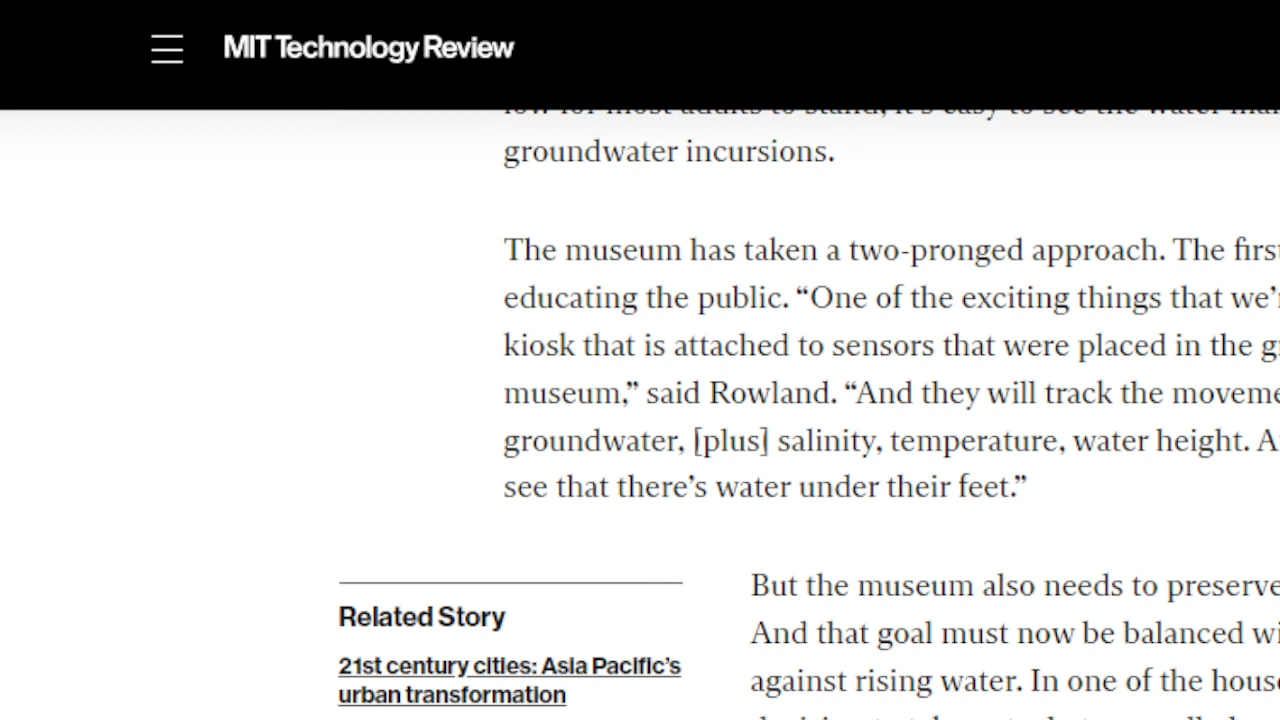 MIT Technology Review
groundwater incursions.
The museum has taken a two-pronged approach. The first
educating the public. “One of the exciting things that we’r
kiosk that is attached to sensors that were placed in the g
museum,” said Rowland. “And they will track the moveme
groundwater, [plus] salinity, temperature, water height. A
see that there’s water under their feet.”
Related Story
21st century cities: Asia Pacific’s
urban transformation
But the museum also needs to preserve
And that goal must now be balanced wi
against rising water. In one of the hous